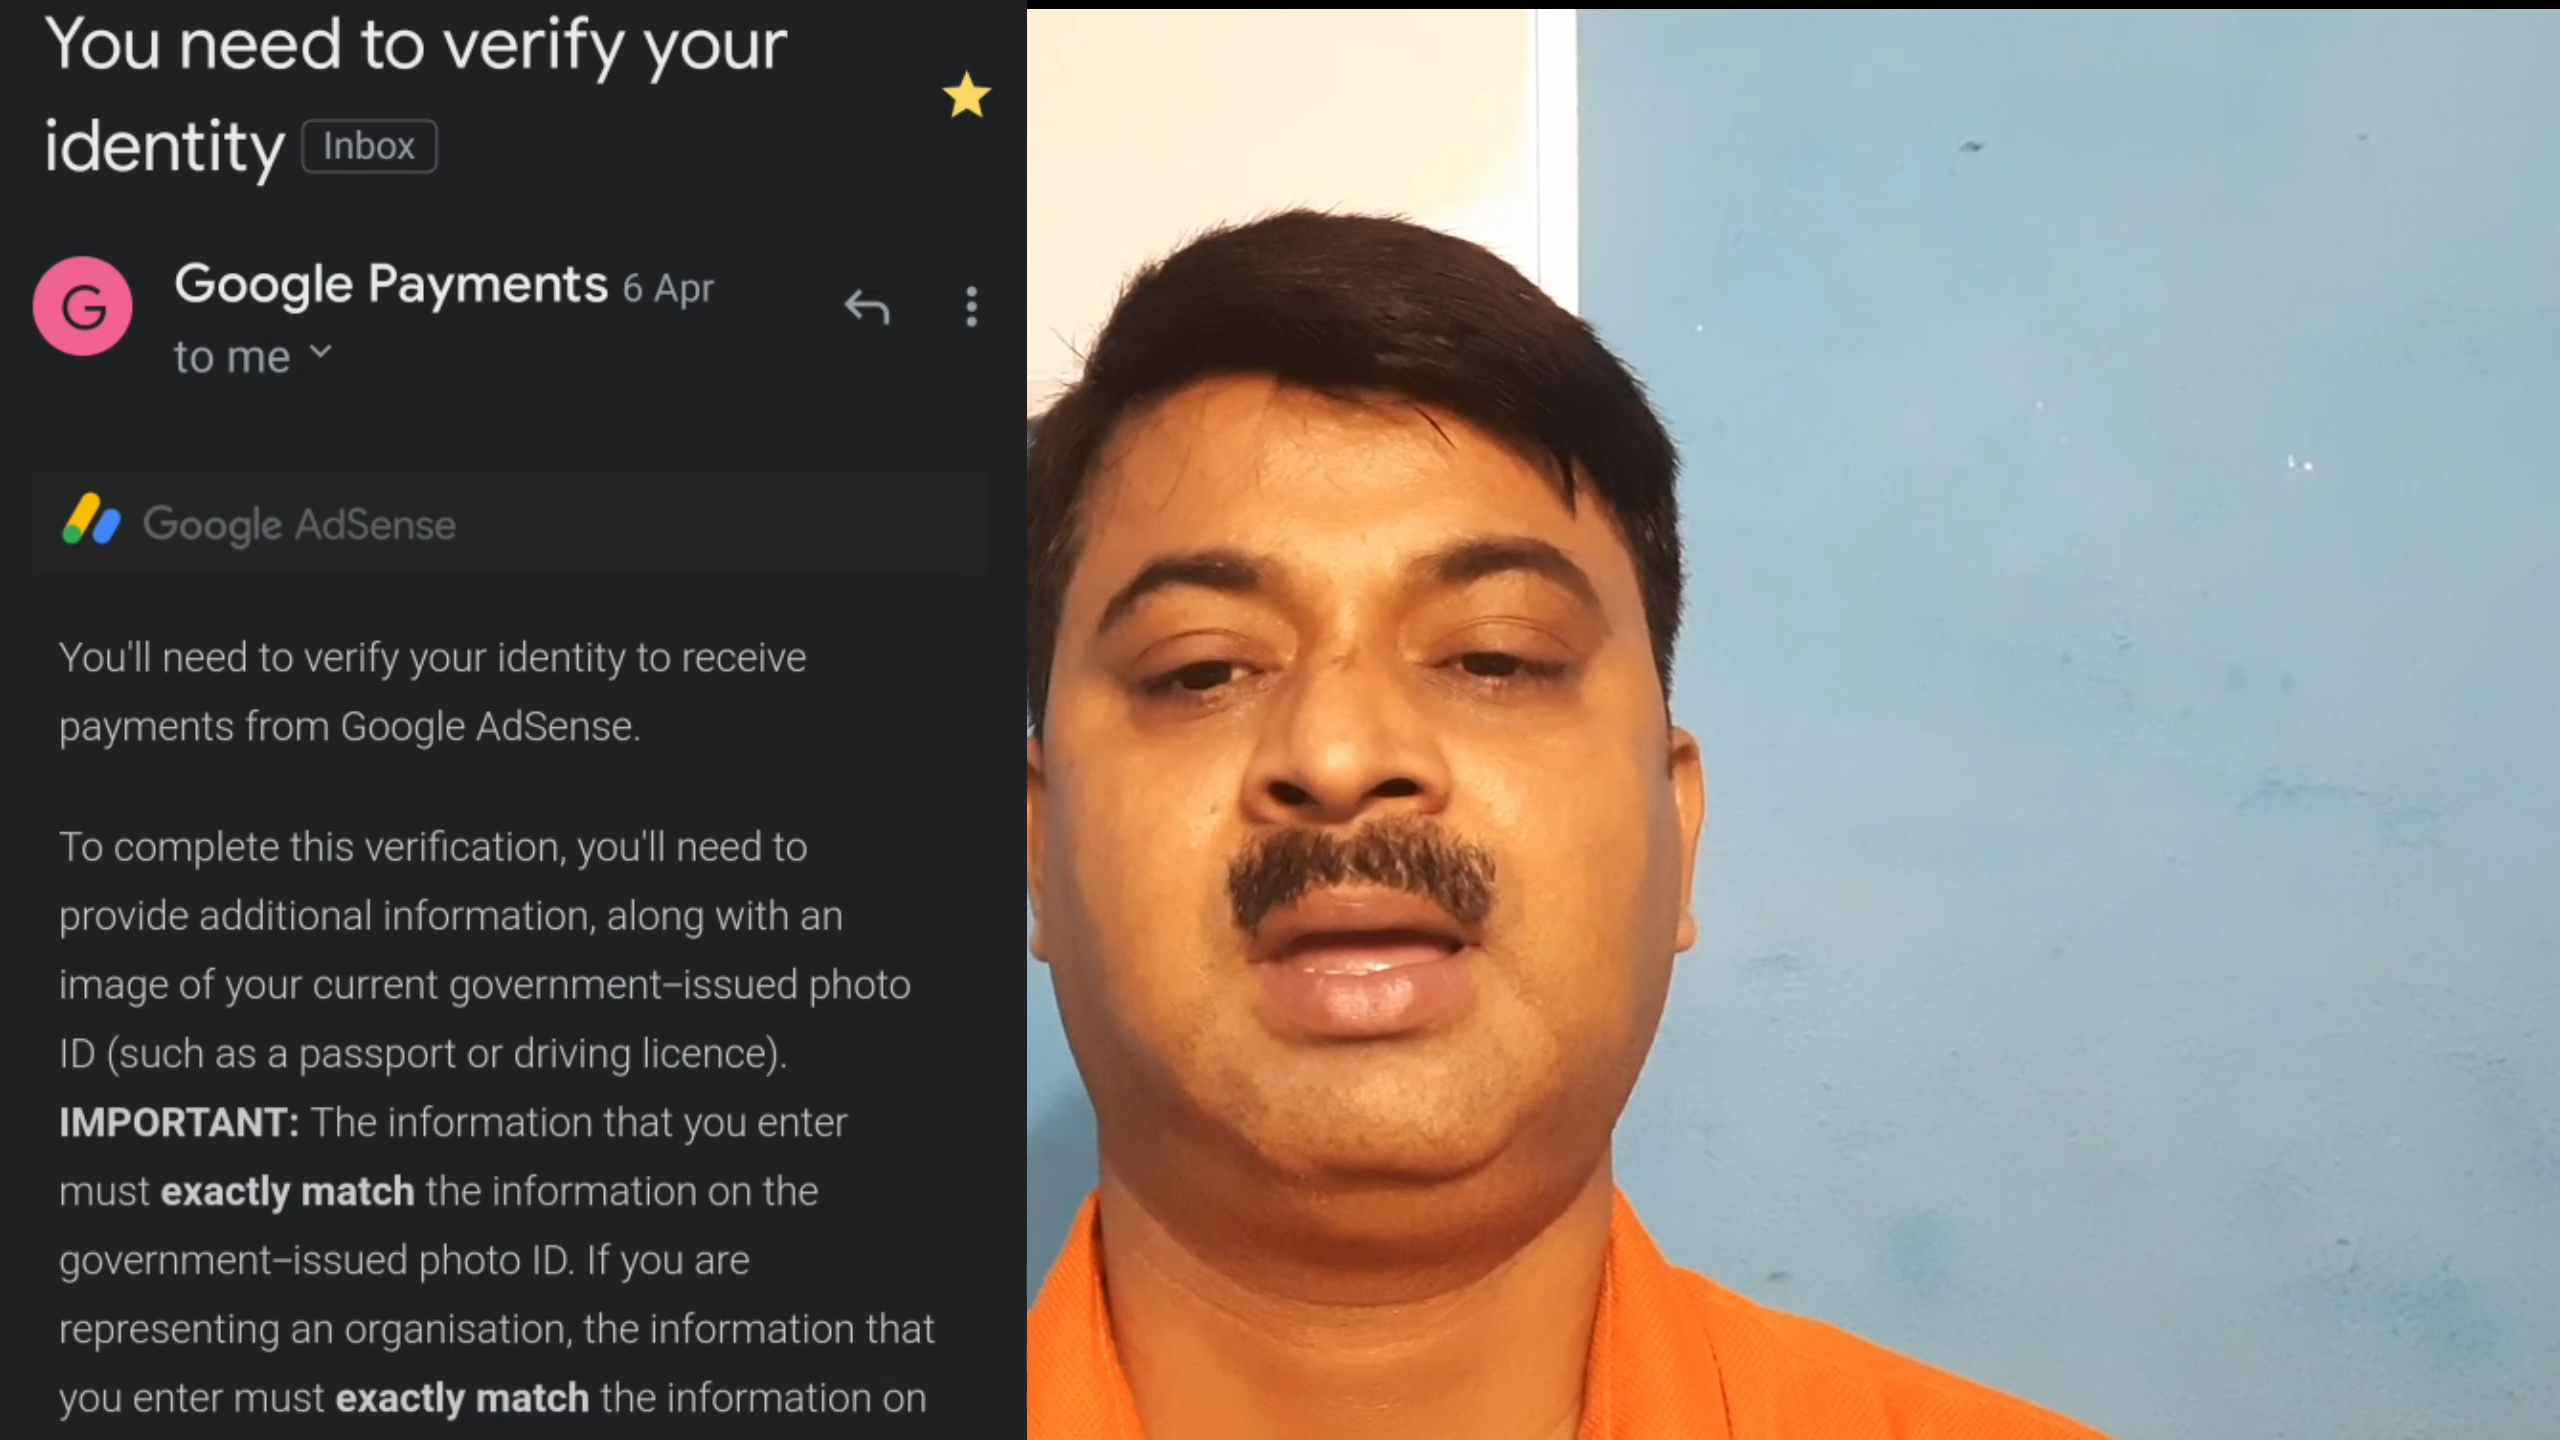 You need to verify your
identity Inbox
G
Google Payments 6 Apr
to me
Google AdSense
You'll need to verify your identity to receive
payments from Google AdSense.
To complete this verification, you'll need to
provide additional information, along with an
image of your current government–issued photo
ID (such as a passport or driving licence).
IMPORTANT: The information that you enter
must exactly match the information on the
government–issued photo ID. If you are
representing an organisation, the information that
you enter must exactly match the information on